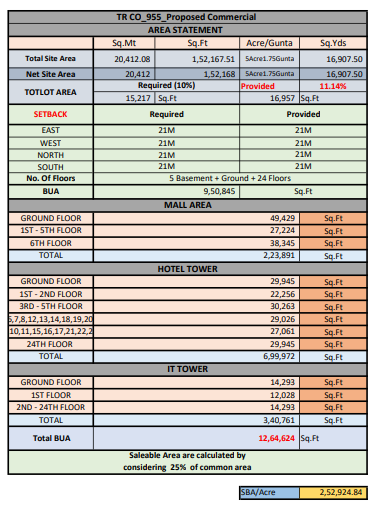 TR CO_955_Proposed Commercial
AREA STATEMENT
Sq.Mt Sq.Ft Acre/Gunta Sq.Yds
Total Site Area 20,412.08 1,52,167.51 5Acre1.75Gunta 16,907.50
Net Site Area 20,412 1,52,168 5Acre1.75Gunta 16,907.50
TOTLOT AREA Required (10%) Provided 11.14%
15,217 Sq.Ft 16,957 Sq.Ft
SETBACK Required Provided
EAST 21M 21M
WEST 21M 21M
NORTH 21M 21M
SOUTH 21M 21M
No. Of Floors 5 Basement + Ground + 24 Floors
BUA 9,50,845 Sq.Ft
MALL AREA
GROUND FLOOR 49,429 Sq.Ft
1ST - 5TH FLOOR 27,224 Sq.Ft
6TH FLOOR 38,345 Sq.Ft
TOTAL 2,23,891 Sq.Ft
HOTEL TOWER
GROUND FLOOR 29,945 Sq.Ft
1ST - 2ND FLOOR 22,256 Sq.Ft
3RD - 5TH FLOOR 30,263 Sq.Ft
5,7,8,12,13,14,18,19,20 29,026 Sq.Ft
10,11,15,16,17,21,22,2 27,061 Sq.Ft
24TH FLOOR 29,945 Sq.Ft
TOTAL 6,99,972 Sq.Ft
IT TOWER
GROUND FLOOR 14,293 Sq.Ft
1ST FLOOR 12,028 Sq.Ft
2ND - 24TH FLOOR 14,293 Sq.Ft
TOTAL 3,40,761 Sq.Ft
Total BUA 12,64,624 Sq.Ft
Saleable Area are calculated by
considering 25% of common area
SBA/Acre 2,52,924.84